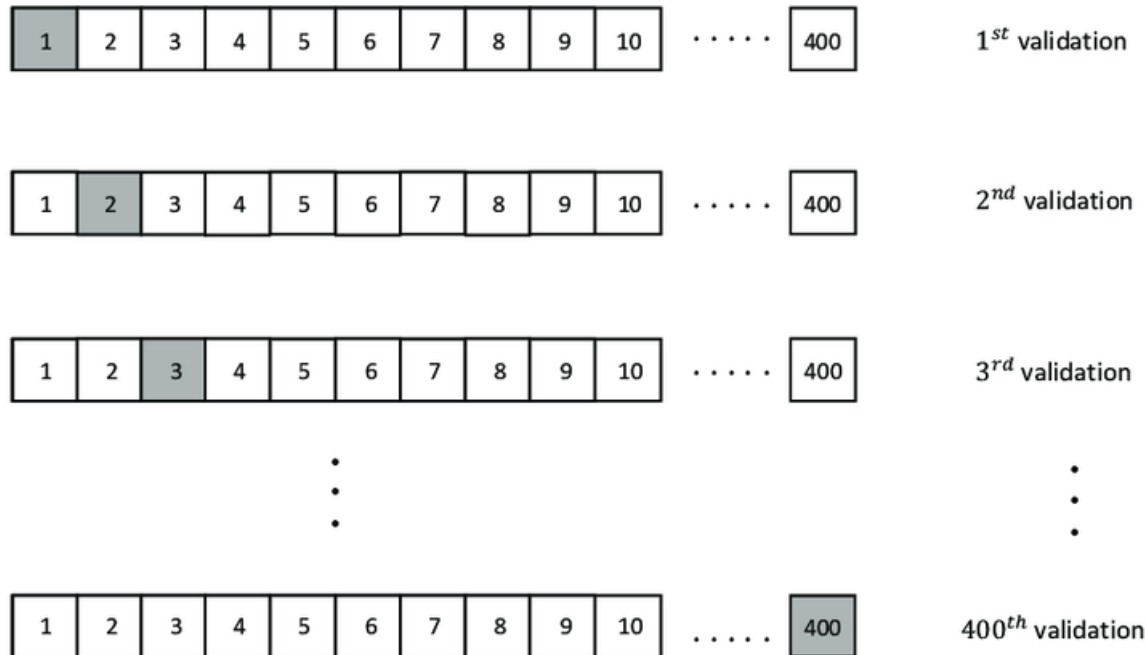 1 2 3 4 5 6 7 8 9 10 ..... 400 1st validation
1 2 3 4 5 6 7 8 9 10 ..... 400 2nd validation
1 2 3 4 5 6 7 8 9 10 ..... 400 3rd validation
1 2 3 4 5 6 7 8 9 10 ..... 400 400th validation